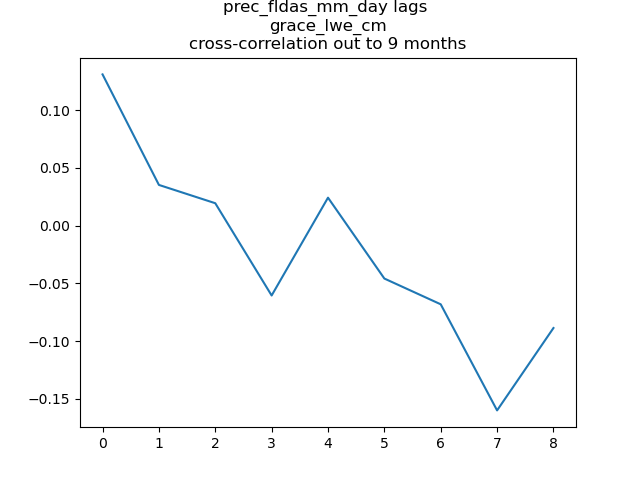 prec_fldas_mm_day lags
grace_lwe_cm
cross-correlation out to 9 months
0.10
0.05
0.00
−0.05
−0.10
−0.15
0 1 2 3 4 5 6 7 8